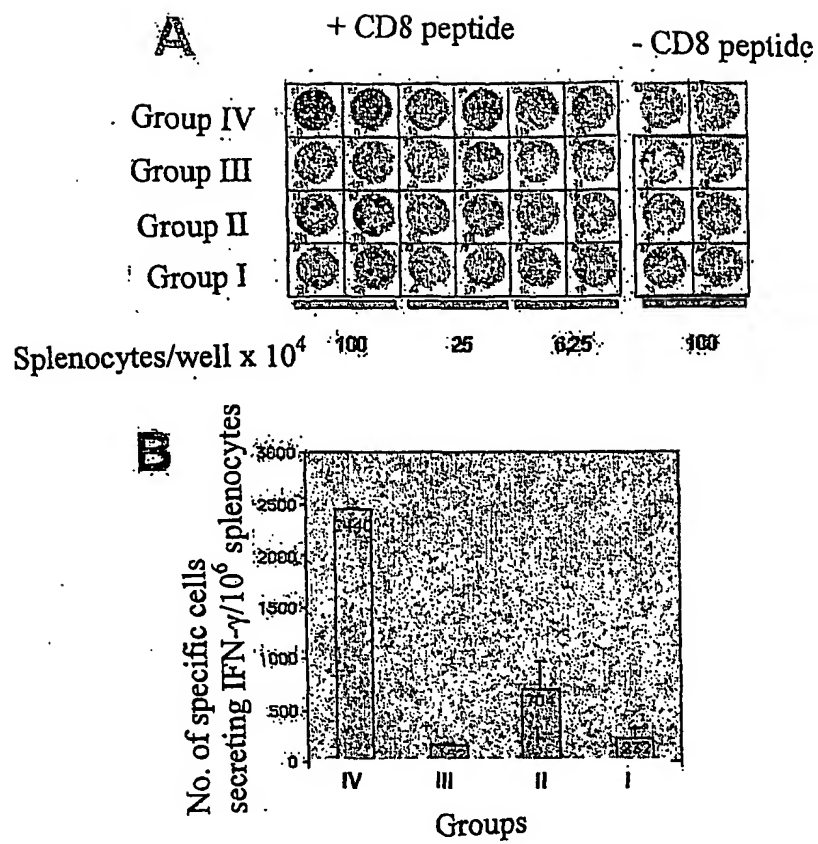 A
+ CD8 peptide
- CD8 peptide
Group IV
Group III
Group II
Group I
Splenocytes/well x 10⁴ 100 25 6,25 100
B
No. of specific cells
secreting IFN-γ/10⁶ splenocytes
3000
2500
2000
1500
1000
500
0
2440
704
IV III II I
Groups